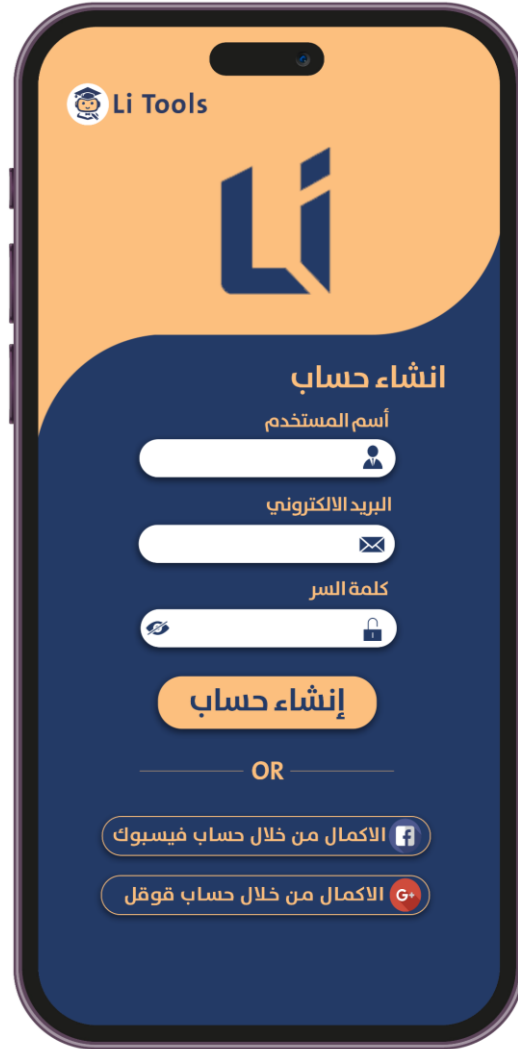 Li Tools
Li
انشاء حساب
أسم المستخدم
البريد الالكتروني
كلمة السر
إنشاء حساب
OR
الاكمال من خلال حساب فيسبوك
الاكمال من خلال حساب قوقل
G+